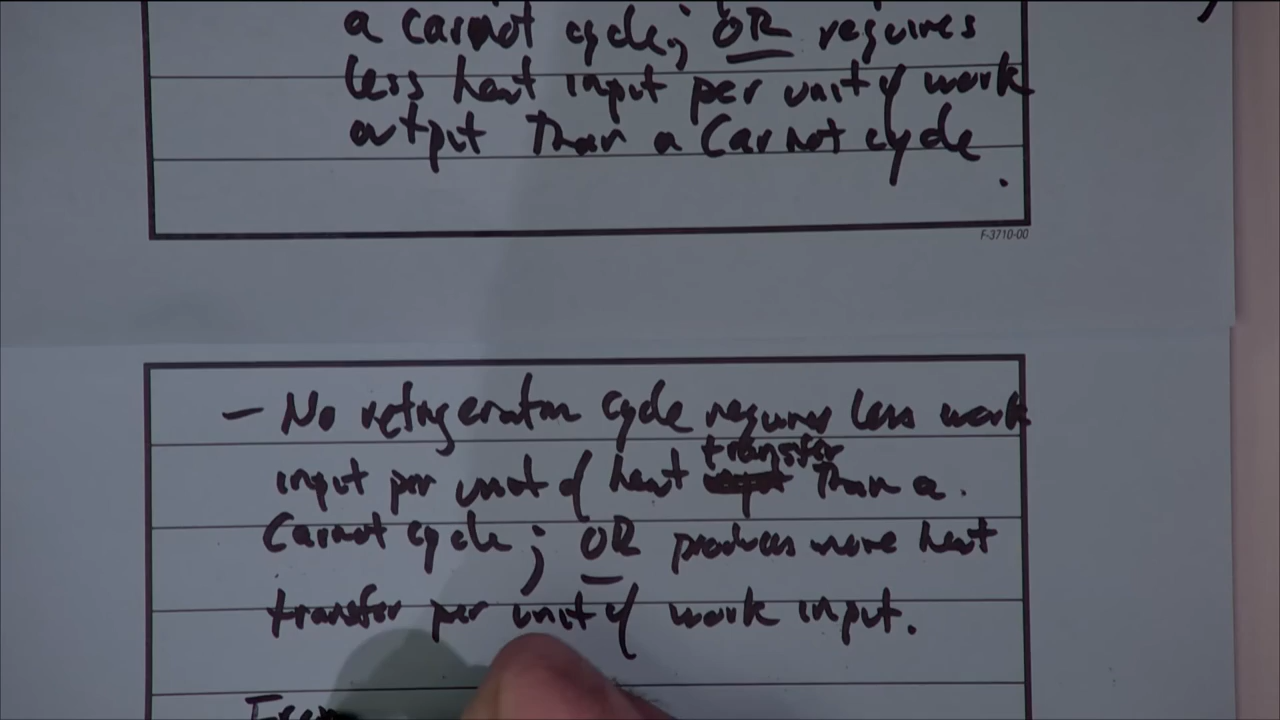 a carnot cycle; OR requires
less heat input per unit of work
output Than a Carnot cycle
.
F-3710-00
- No refrigeration cycle requires less work
transfer
input per unit of heat Than a.
Carnot cycle; OR produces more heat
transfer per unit of work input.
From